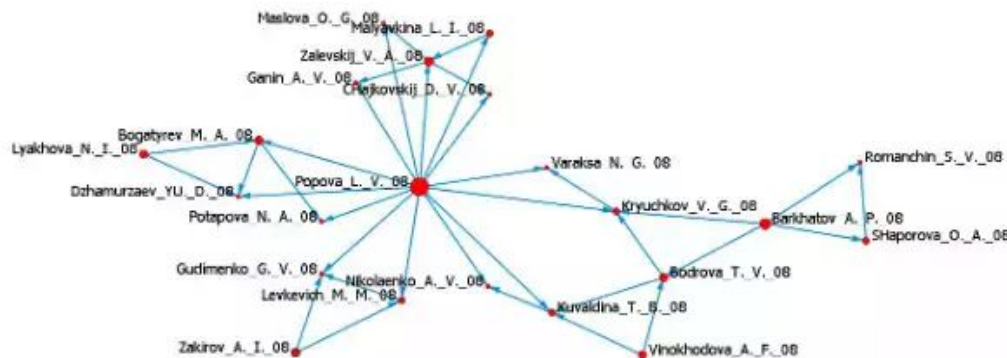 Maslova_O._G._08
Malyavkina_L._I._08
Zalevskij_V._A._08
Ganin_A._V._08
CHajkovskij_D._V._08
Bogatyrev_M._A._08
Lyakhova_N._I._08
Varaksa_N._G._08
Romanchin_S._V._08
Popova_L._V._08
Dzhamurzaev_YU._D._08
Potapova_N._A._08
Kryuchkov_V._G._08
Barkhatov_A._P._08
SHaporova_O._A._08
Gudimenko_G._V._08
Nikolaenko_A._V._08
Bodrova_T._V._08
Levkevich_M._M._08
Kuvaldina_T._B._08
Zakirov_A._I._08
Vinokhodova_A._F._08